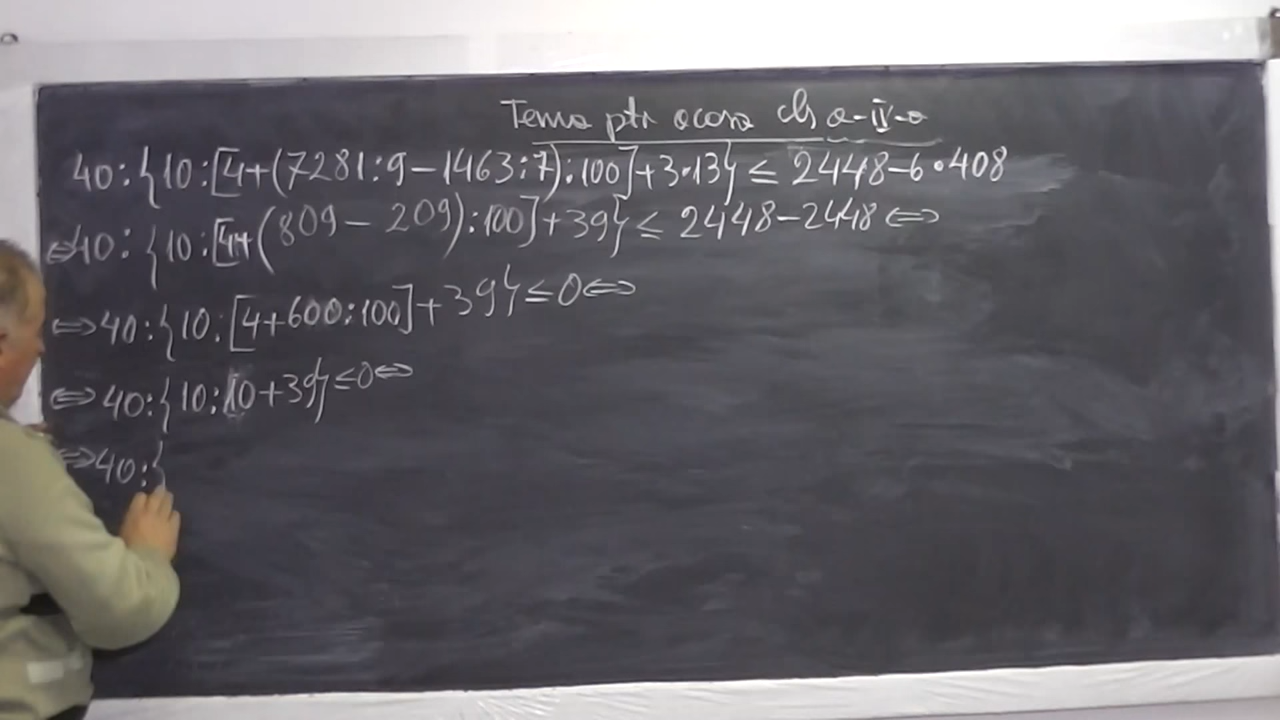 Tema ptr acasa cls a-IV-a
40:{10:[4+(7281:9-1463:7):100]+3·13} ≤ 2448-6·408
⇔40:{10:[4+(809-209):100]+39} ≤ 2448-2448 ⇔
⇔40:{10:[4+600:100]+39} ≤ 0 ⇔
⇔40:{10:10+39} ≤ 0 ⇔
⇔40:{